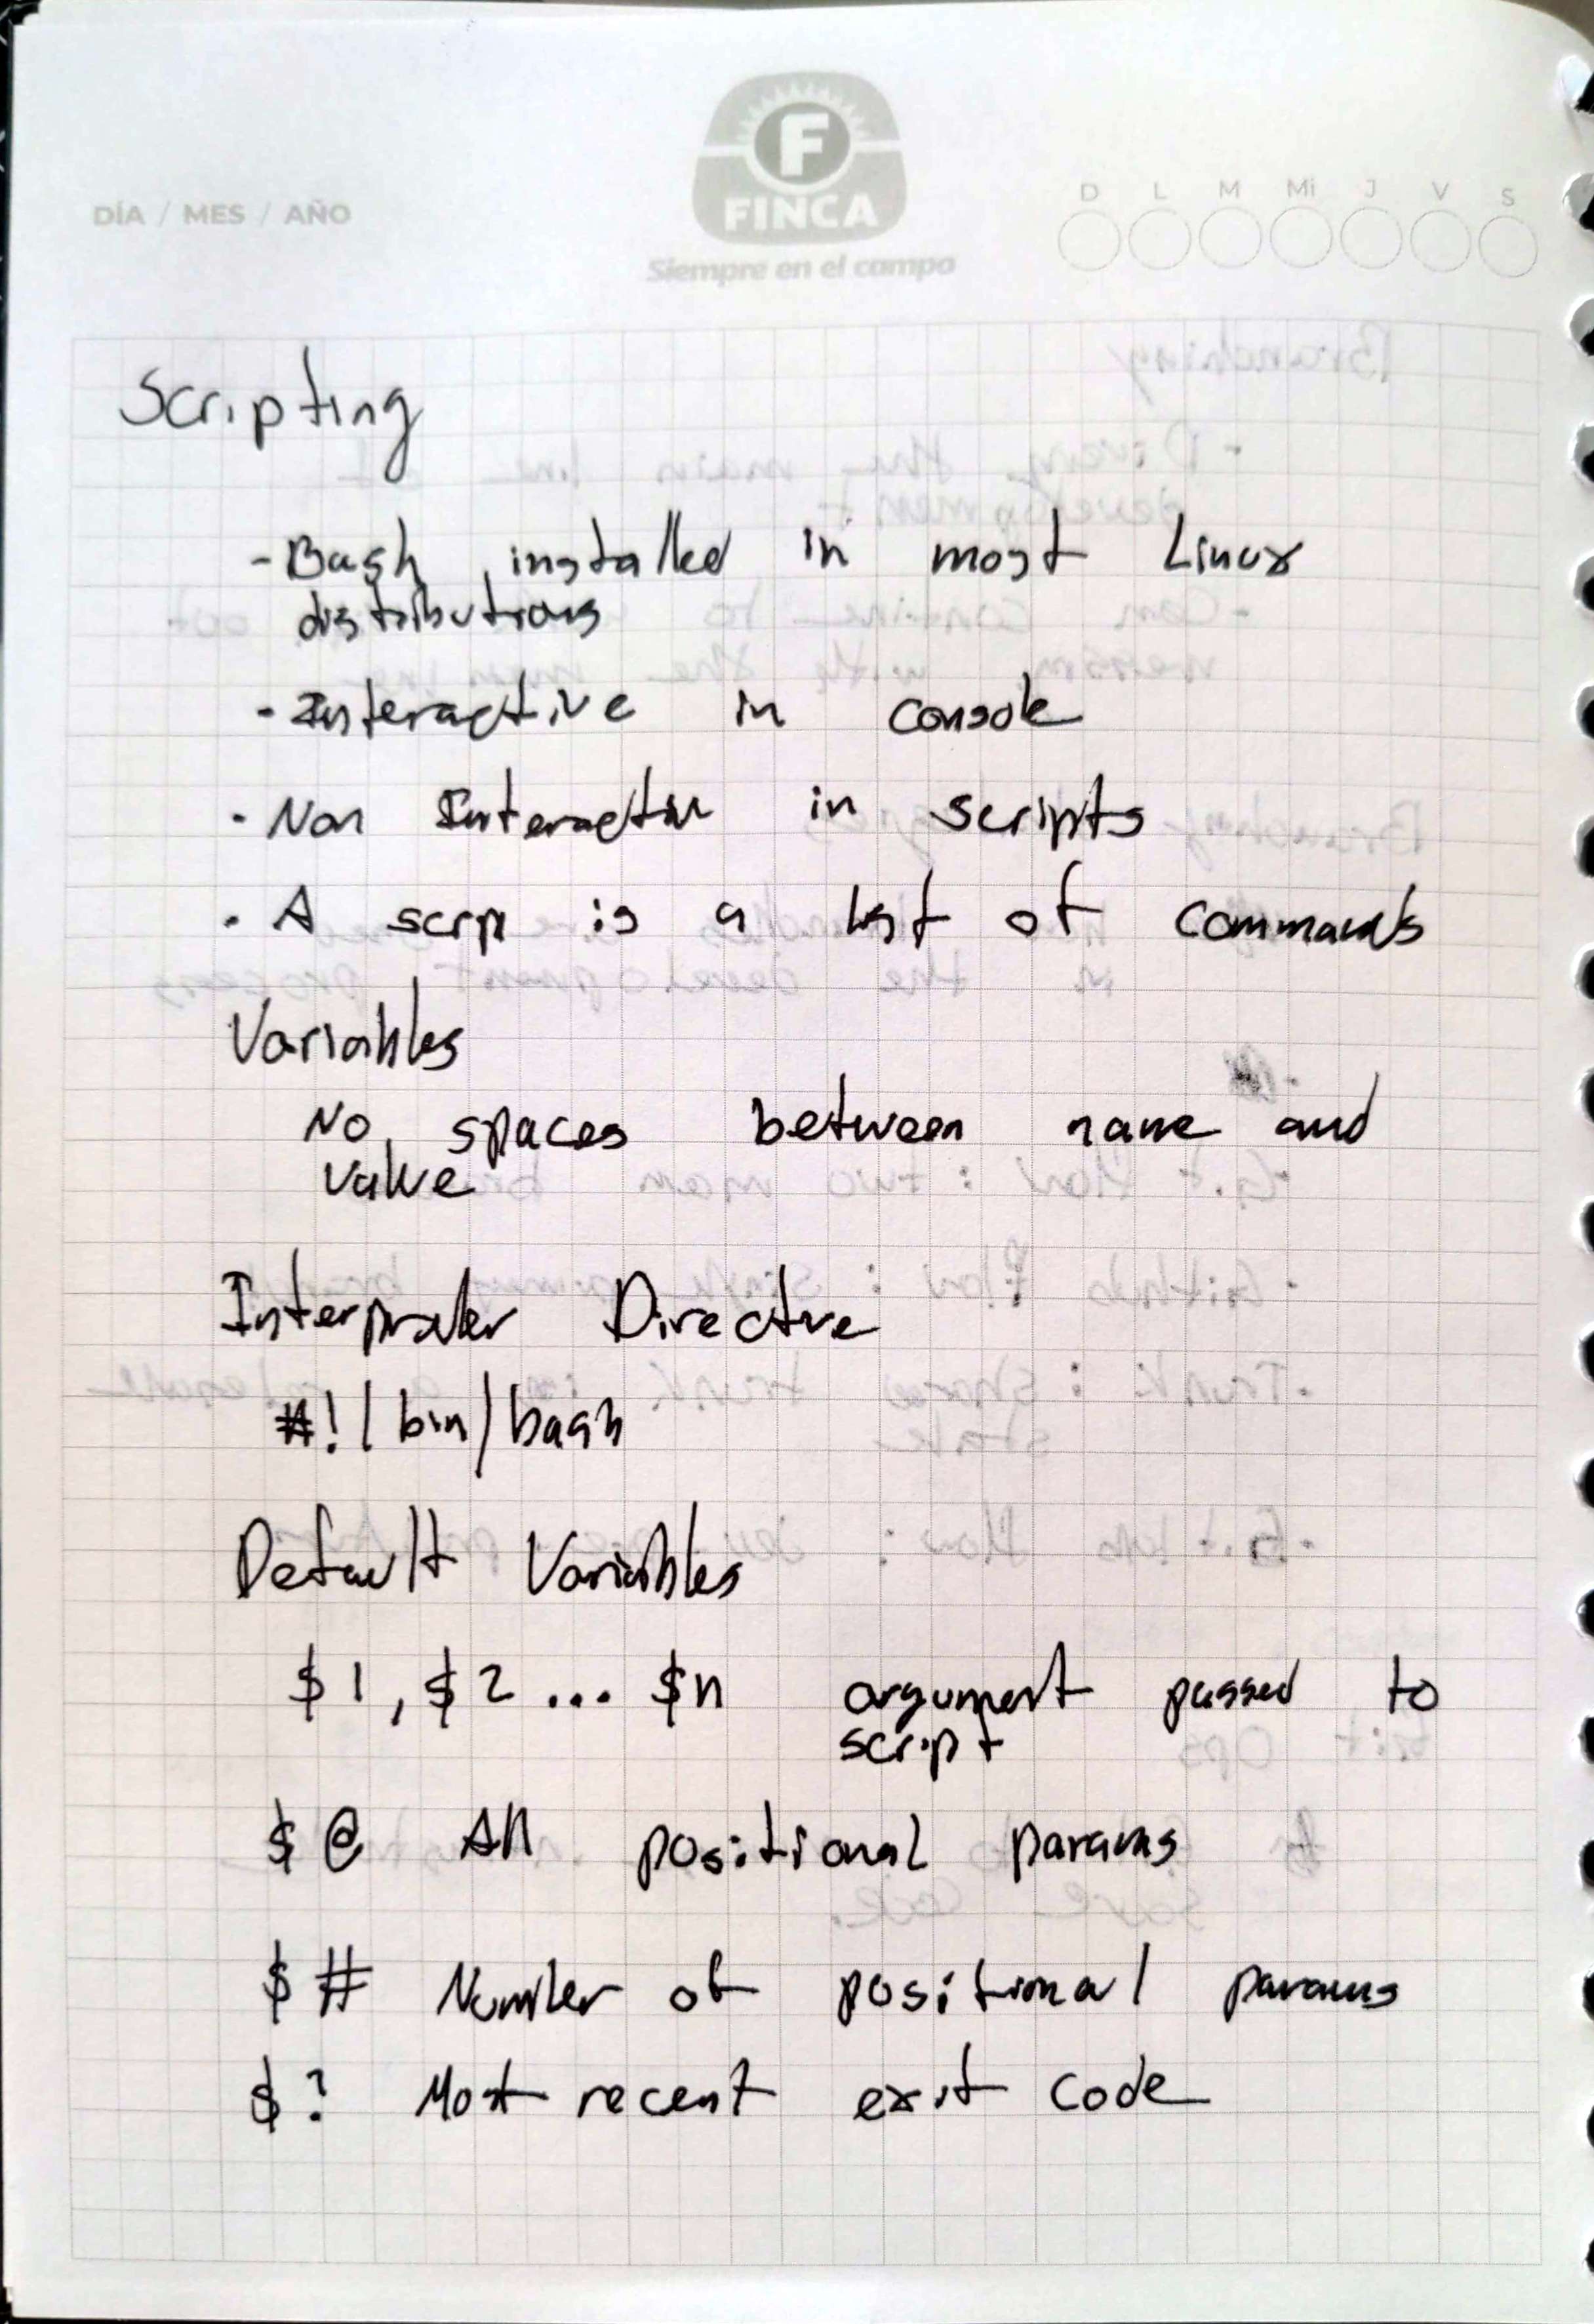 DÍA / MES / AÑO
F
FINCA
Siempre en el campo
D L M Mi J V S
Scripting
- Bash, installed in most Linux
distributions
- Interactive in console
· Non Interactive in scripts
· A scrip is a list of commands
Variables
No spaces between name and
value
Interpreter Directive
#!/bin/bash
Default Variables
$1, $2 ... $n argument passed to
script
$@ All positional params
$# Number of positional params
$? Most recent exit code